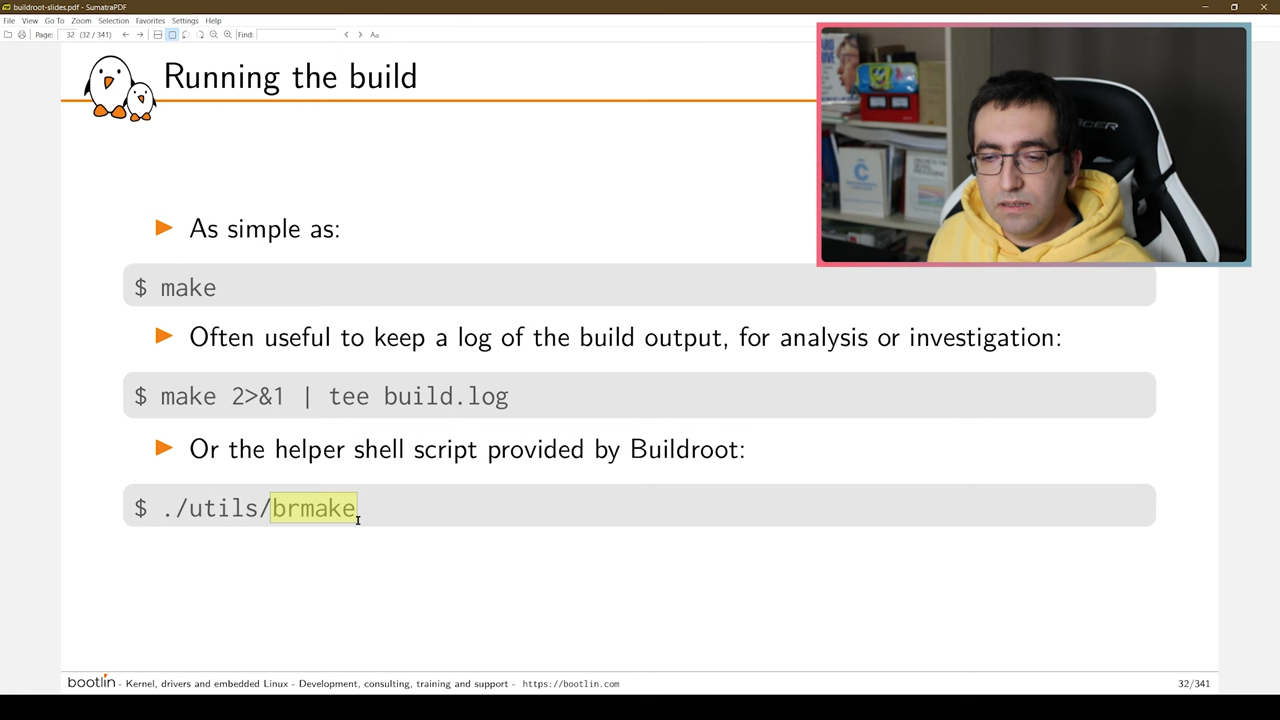 buildroot-slides.pdf - SumatraPDF
File View Go To Zoom Selection Favorites Settings Help
Page: 32 (32 / 341) Find: Aa
Running the build
As simple as:
$ make
Often useful to keep a log of the build output, for analysis or investigation:
$ make 2>&1 | tee build.log
Or the helper shell script provided by Buildroot:
$ ./utils/brmake
bootlin - Kernel, drivers and embedded Linux - Development, consulting, training and support - https://bootlin.com
32/341